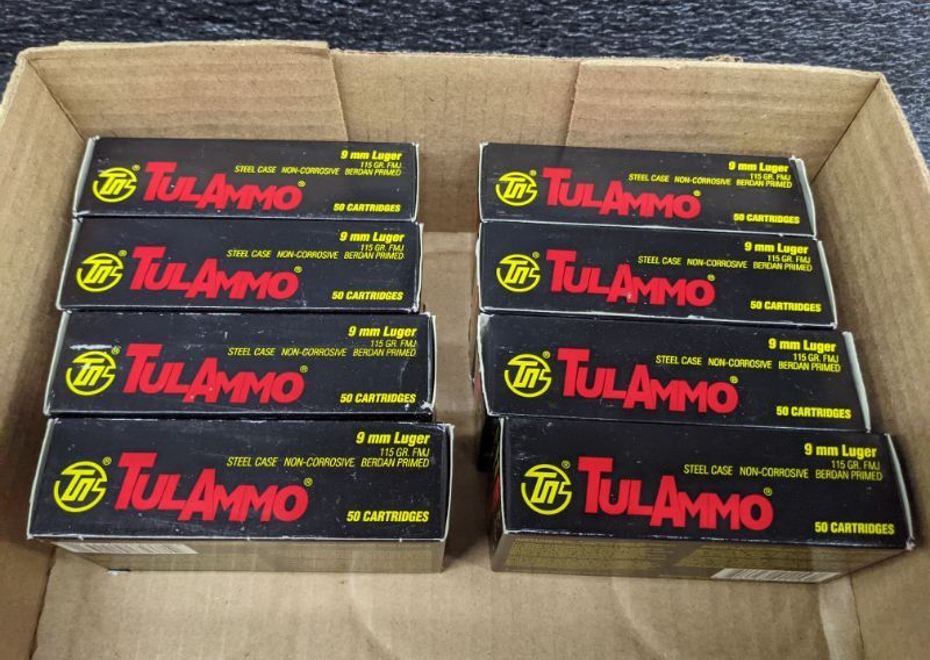 9 mm Luger
115 GR. FMJ
STEEL CASE NON-CORROSIVE BERDAN PRIMED
TULAMMO®
50 CARTRIDGES
9 mm Luger
115 GR. FMJ
STEEL CASE NON-CORROSIVE BERDAN PRIMED
TULAMMO®
50 CARTRIDGES
9 mm Luger
115 GR. FMJ
STEEL CASE NON-CORROSIVE BERDAN PRIMED
TULAMMO®
50 CARTRIDGES
9 mm Luger
115 GR. FMJ
STEEL CASE NON-CORROSIVE BERDAN PRIMED
TULAMMO®
50 CARTRIDGES
9 mm Luger
115 GR. FMJ
STEEL CASE NON-CORROSIVE BERDAN PRIMED
TULAMMO®
50 CARTRIDGES
9 mm Luger
115 GR. FMJ
STEEL CASE NON-CORROSIVE BERDAN PRIMED
TULAMMO®
50 CARTRIDGES
9 mm Luger
115 GR. FMJ
STEEL CASE NON-CORROSIVE BERDAN PRIMED
TULAMMO®
50 CARTRIDGES
9 mm Luger
115 GR. FMJ
STEEL CASE NON-CORROSIVE BERDAN PRIMED
TULAMMO®
50 CARTRIDGES